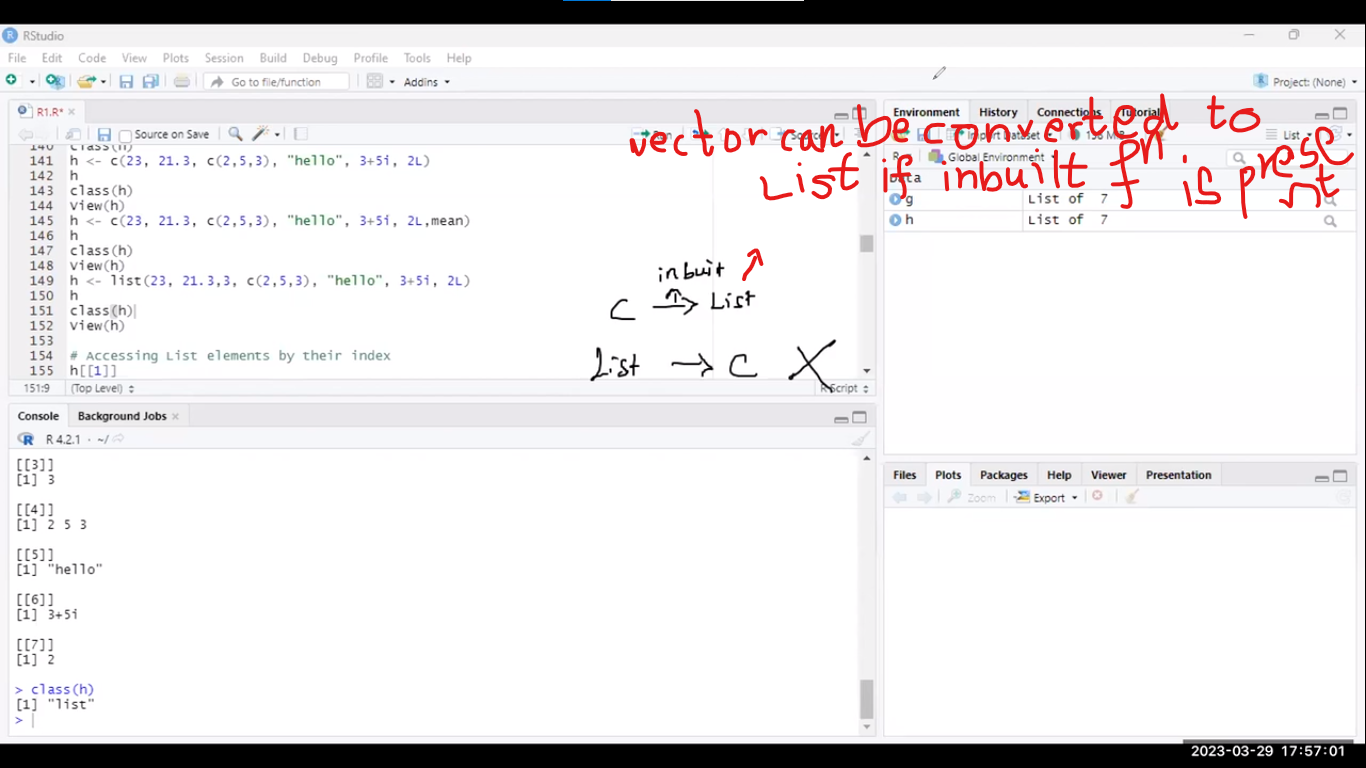 RStudio
File Edit Code View Plots Session Build Debug Profile Tools Help
Go to file/function Addins Project: (None)
R1.R* Environment History Connections Tutorial
Source on Save Import Dataset List
Global Environment
vector can be converted to
List if inbuilt fn is present
Data
g List of 7
h List of 7
140 class(h)
141 h <- c(23, 21.3, c(2,5,3), "hello", 3+5i, 2L)
142 h
143 class(h)
144 View(h)
145 h <- c(23, 21.3, c(2,5,3), "hello", 3+5i, 2L,mean)
146 h
147 class(h)
148 View(h)
149 h <- list(23, 21.3,3, c(2,5,3), "hello", 3+5i, 2L)
150 h
151 class(h)
152 View(h)
153
154 # Accessing List elements by their index
155 h[[1]]
inbuit
C → List
List → C X
151:9 (Top Level) R Script
Console Background Jobs
R 4.2.1 · ~/
[[3]]
[1] 3
[[4]]
[1] 2 5 3
[[5]]
[1] "hello"
[[6]]
[1] 3+5i
[[7]]
[1] 2
> class(h)
[1] "list"
>
Files Plots Packages Help Viewer Presentation
Zoom Export
2023-03-29 17:57:01